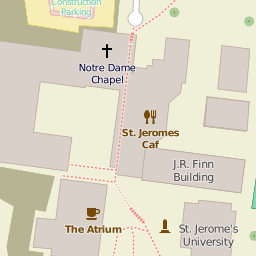 Construction
Parking
Notre Dame
Chapel
St. Jeromes
Caf
J.R. Finn
Building
The Atrium
St. Jerome's
University